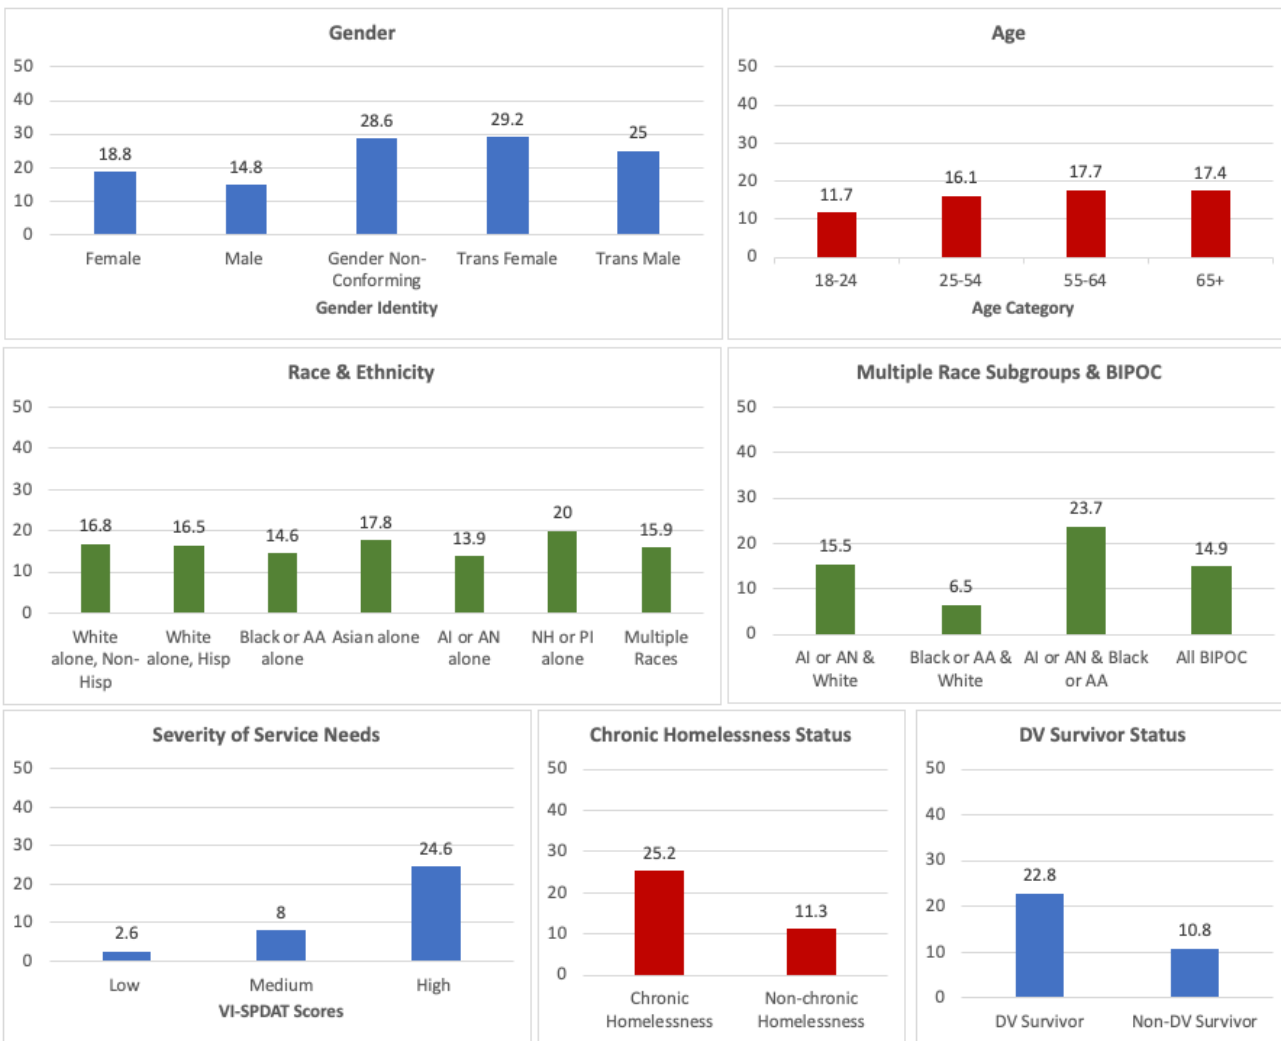 Gender
50
40
30
20
10
0
18.8
14.8
28.6
29.2
25
Female
Male
Gender Non-
Conforming
Trans Female
Trans Male
Gender Identity
Age
50
40
30
20
10
0
11.7
16.1
17.7
17.4
18-24
25-54
55-64
65+
Age Category
Race & Ethnicity
50
40
30
20
10
0
16.8
16.5
14.6
17.8
13.9
20
15.9
White
alone, Non-
Hisp
White
alone, Hisp
Black or AA
alone
Asian alone
AI or AN
alone
NH or PI
alone
Multiple
Races
Multiple Race Subgroups & BIPOC
50
40
30
20
10
0
15.5
6.5
23.7
14.9
AI or AN &
White
Black or AA &
White
AI or AN & Black
or AA
All BIPOC
Severity of Service Needs
50
40
30
20
10
0
2.6
8
24.6
Low
Medium
High
VI-SPDAT Scores
Chronic Homelessness Status
50
40
30
20
10
0
25.2
11.3
Chronic
Homelessness
Non-chronic
Homelessness
DV Survivor Status
50
40
30
20
10
0
22.8
10.8
DV Survivor
Non-DV Survivor